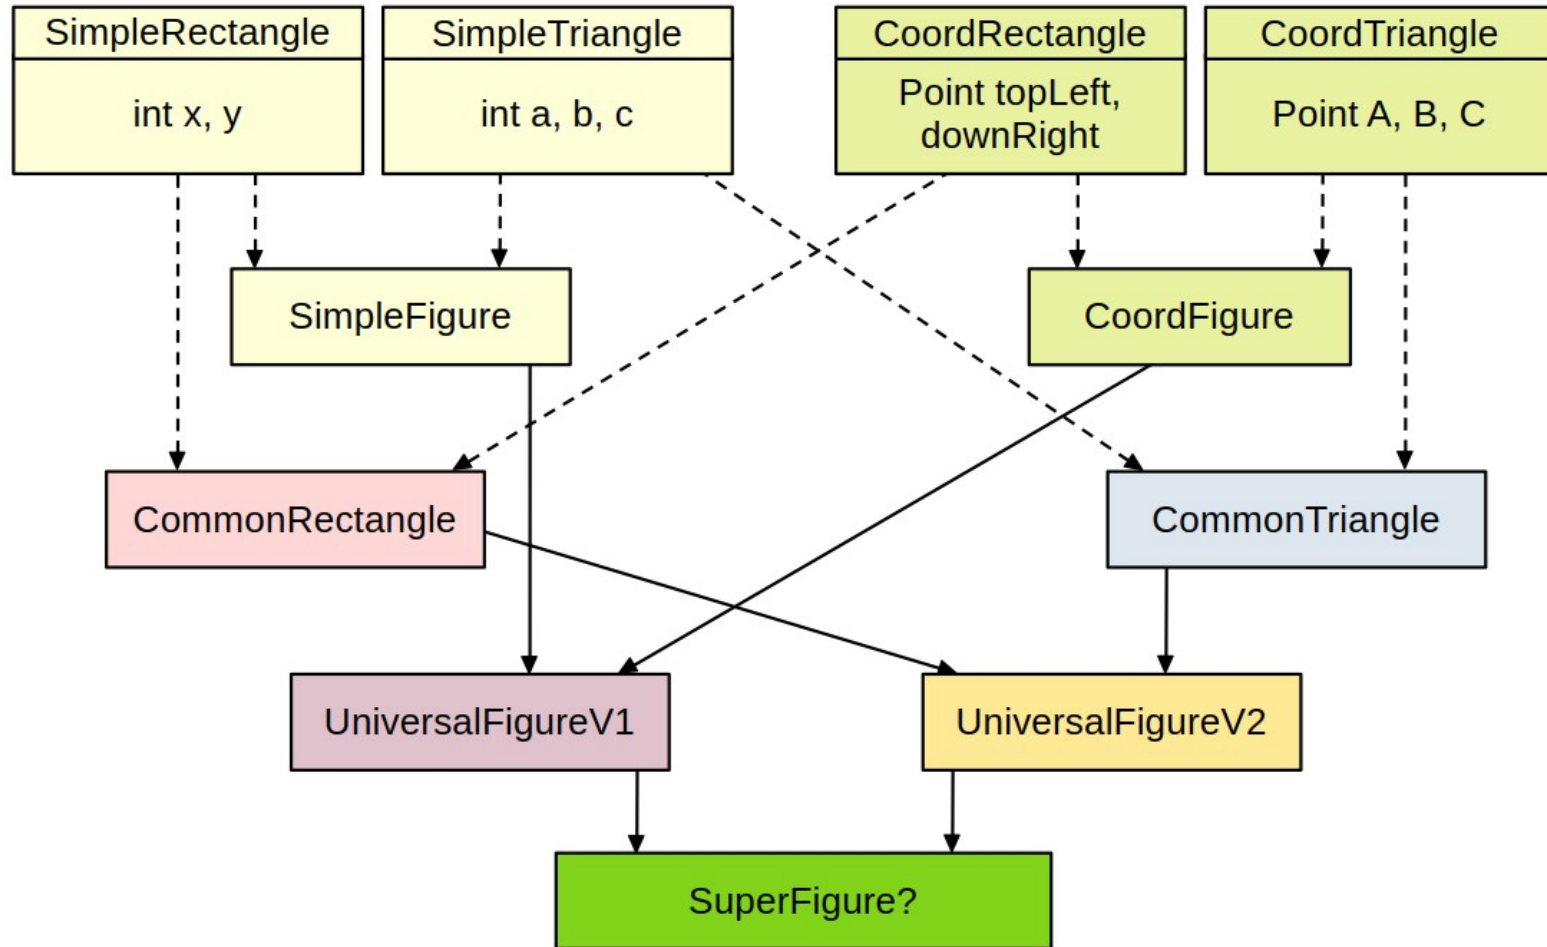 SimpleRectangle
int x, y
SimpleTriangle
int a, b, c
CoordRectangle
Point topLeft,
downRight
CoordTriangle
Point A, B, C
SimpleFigure
CoordFigure
CommonRectangle
CommonTriangle
UniversalFigureV1
UniversalFigureV2
SuperFigure?